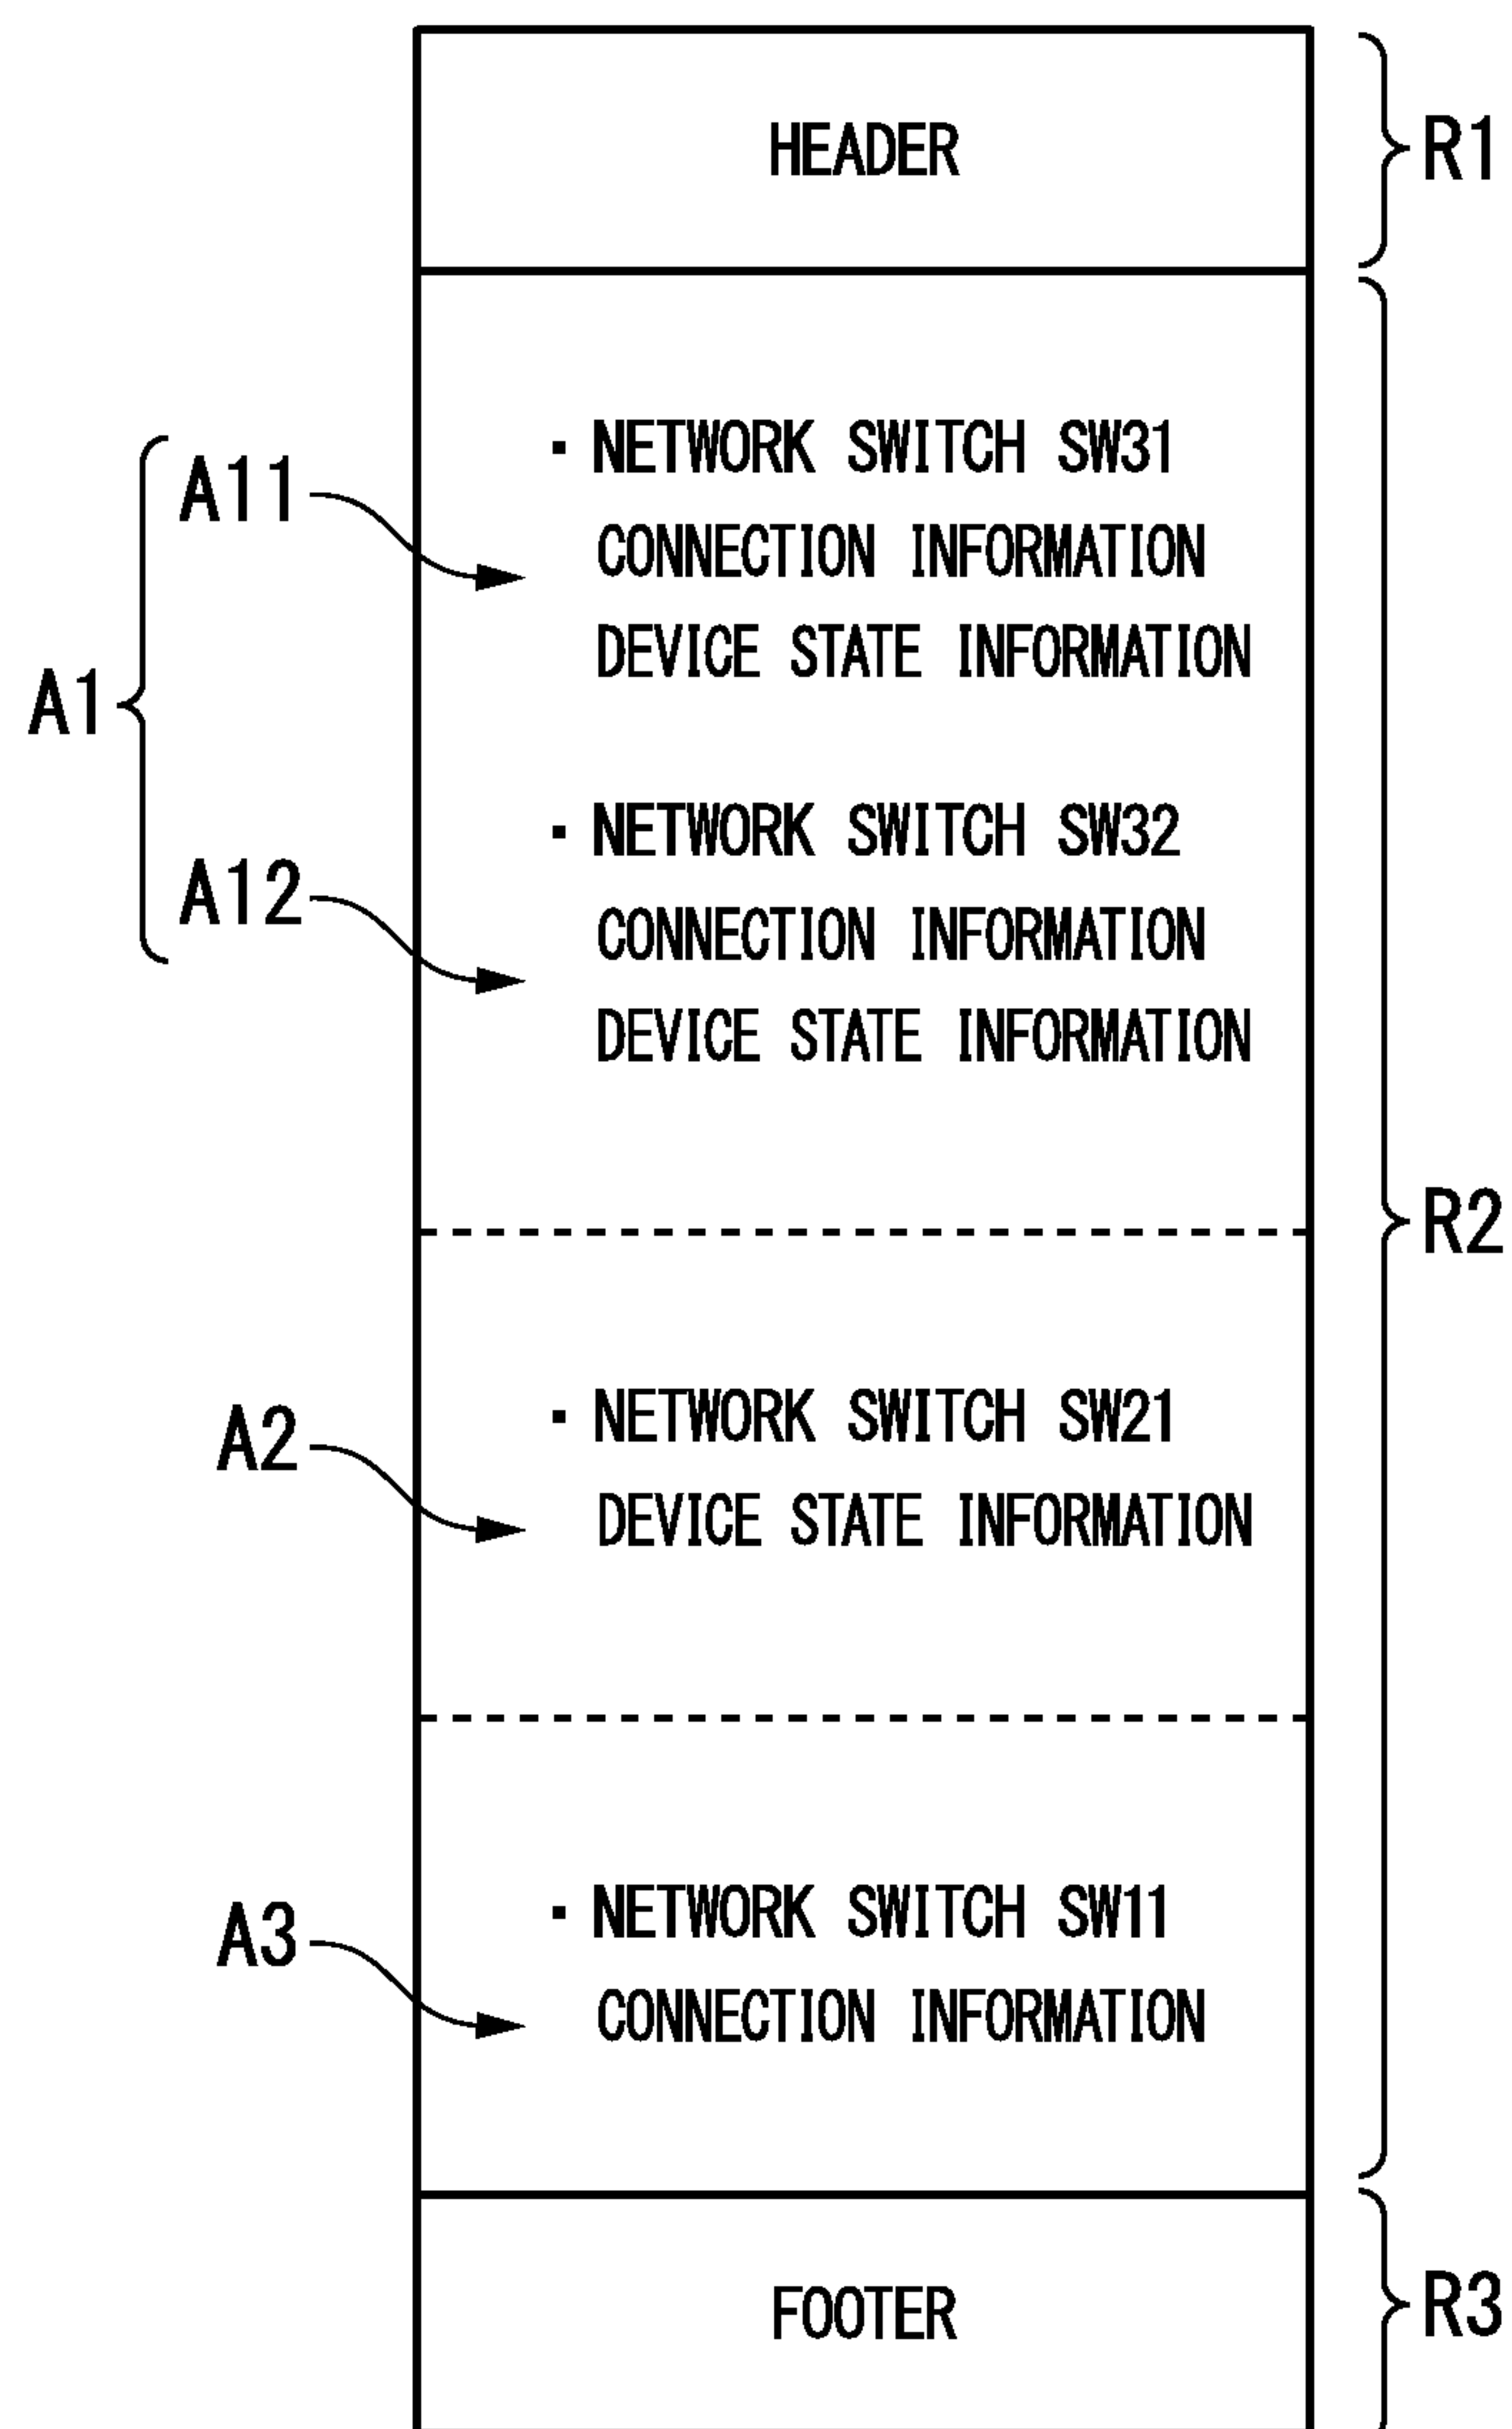 HEADER
R1
・NETWORK SWITCH SW31
A11
CONNECTION INFORMATION
DEVICE STATE INFORMATION
A1
・NETWORK SWITCH SW32
A12
CONNECTION INFORMATION
DEVICE STATE INFORMATION
R2
・NETWORK SWITCH SW21
A2
DEVICE STATE INFORMATION
・NETWORK SWITCH SW11
A3
CONNECTION INFORMATION
FOOTER
R3